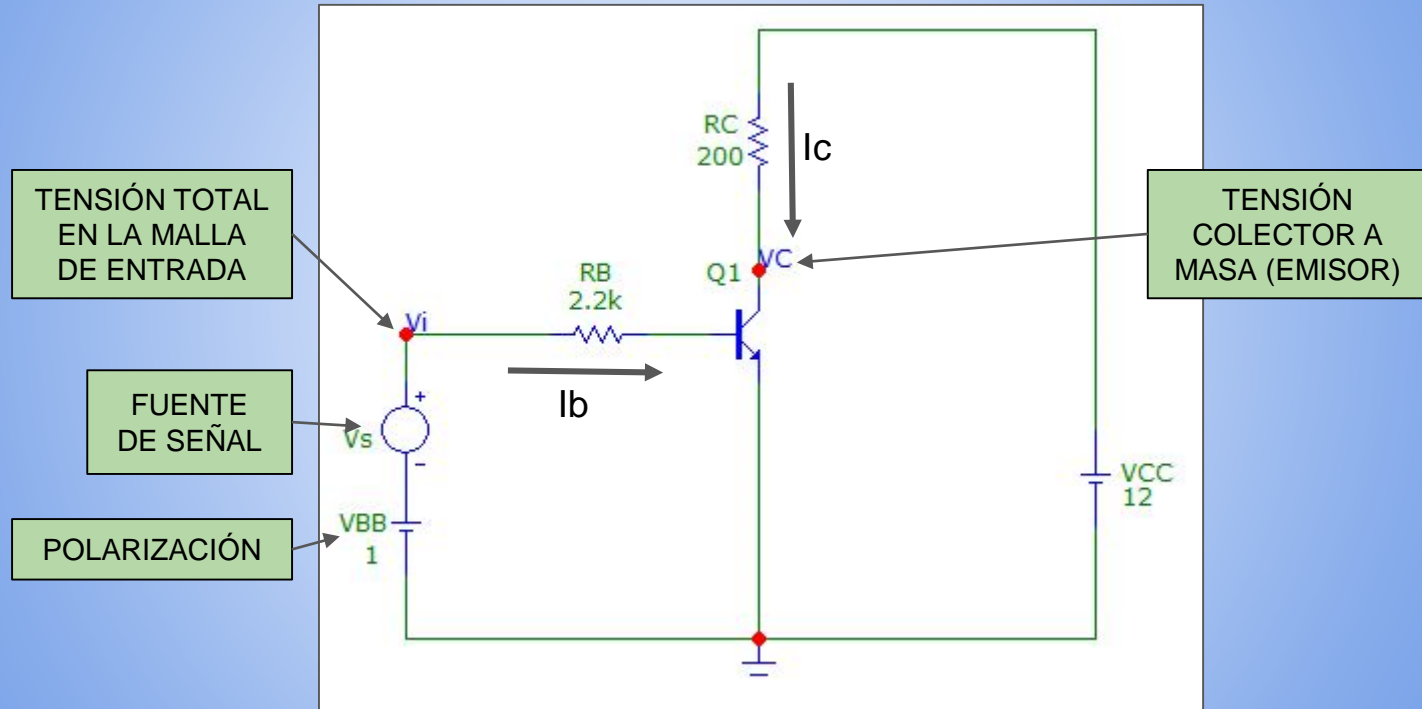 RC
200
Ic
TENSIÓN TOTAL
EN LA MALLA
DE ENTRADA
TENSIÓN
COLECTOR A
MASA (EMISOR)
VC
Q1
RB
2.2k
Vi
Ib
FUENTE
DE SEÑAL
+
Vs
-
VCC
12
POLARIZACIÓN
VBB
1